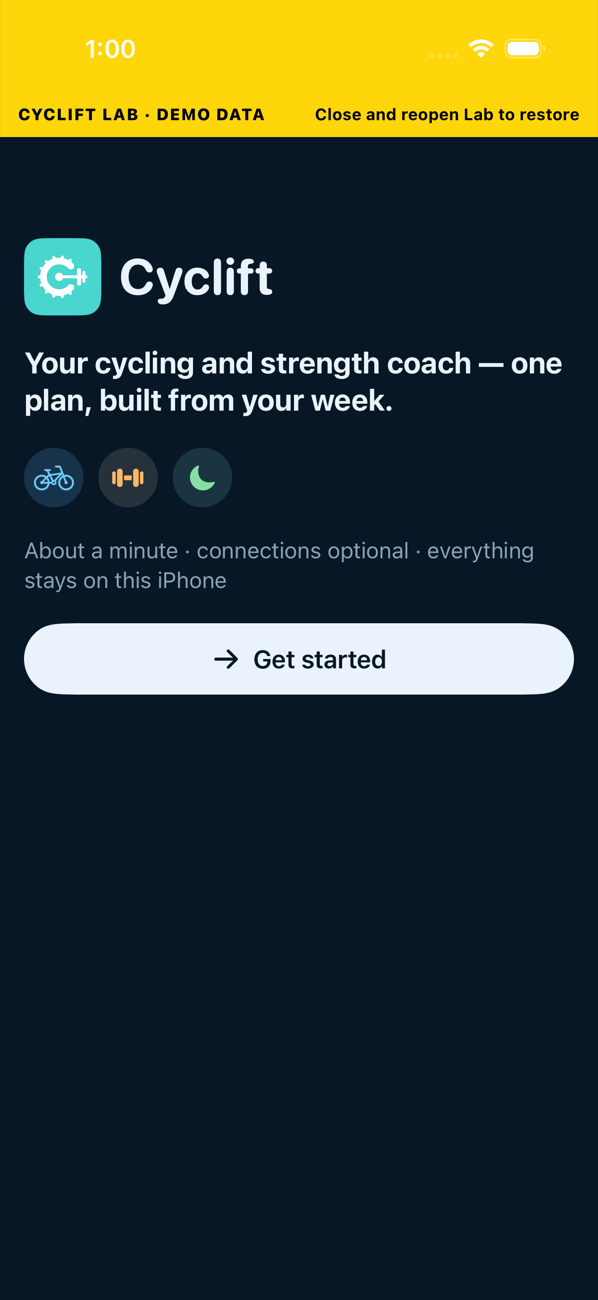 1:00
CYCLIFT LAB · DEMO DATA
Close and reopen Lab to restore
Cyclift
Your cycling and strength coach — one
plan, built from your week.
About a minute · connections optional · everything
stays on this iPhone
Get started